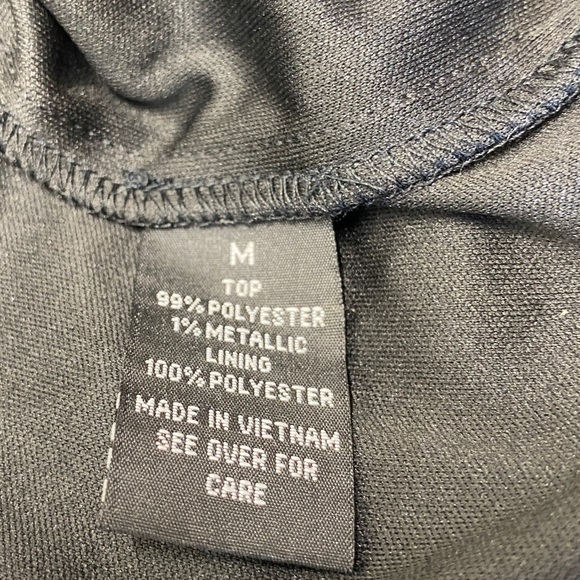 M
TOP
99% POLYESTER
1% METALLIC
LINING
100% POLYESTER
MADE IN VIETNAM
SEE OVER FOR
CARE